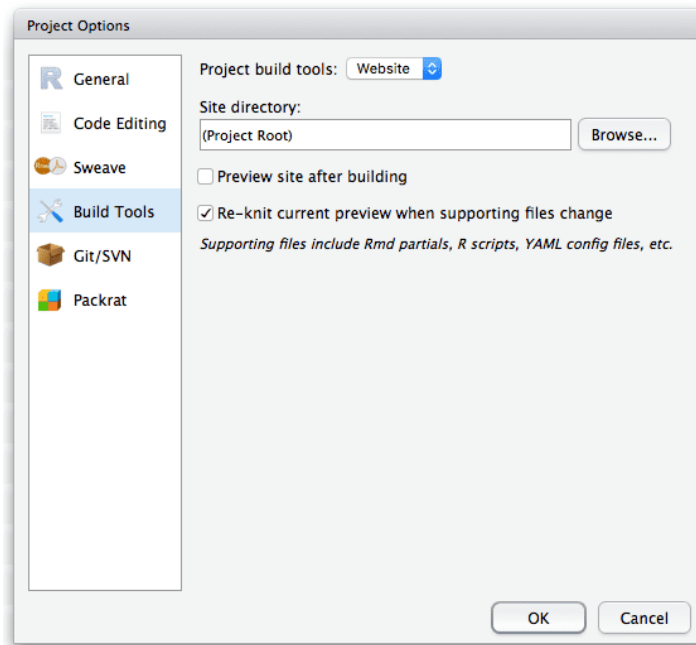 Project Options
General
Code Editing
Sweave
Build Tools
Git/SVN
Packrat
Project build tools: Website
Site directory:
(Project Root)
Browse...
Preview site after building
Re-knit current preview when supporting files change
Supporting files include Rmd partials, R scripts, YAML config files, etc.
OK
Cancel